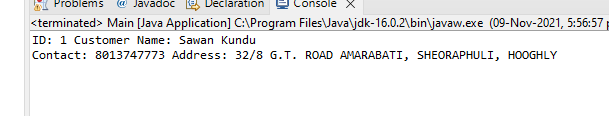 Problems @ Javadoc Declaration Console
<terminated> Main [Java Application] C:\Program Files\Java\jdk-16.0.2\bin\javaw.exe (09-Nov-2021, 5:56:57 p
ID: 1 Customer Name: Sawan Kundu
Contact: 8013747773 Address: 32/8 G.T. ROAD AMARABATI, SHEORAPHULI, HOOGHLY